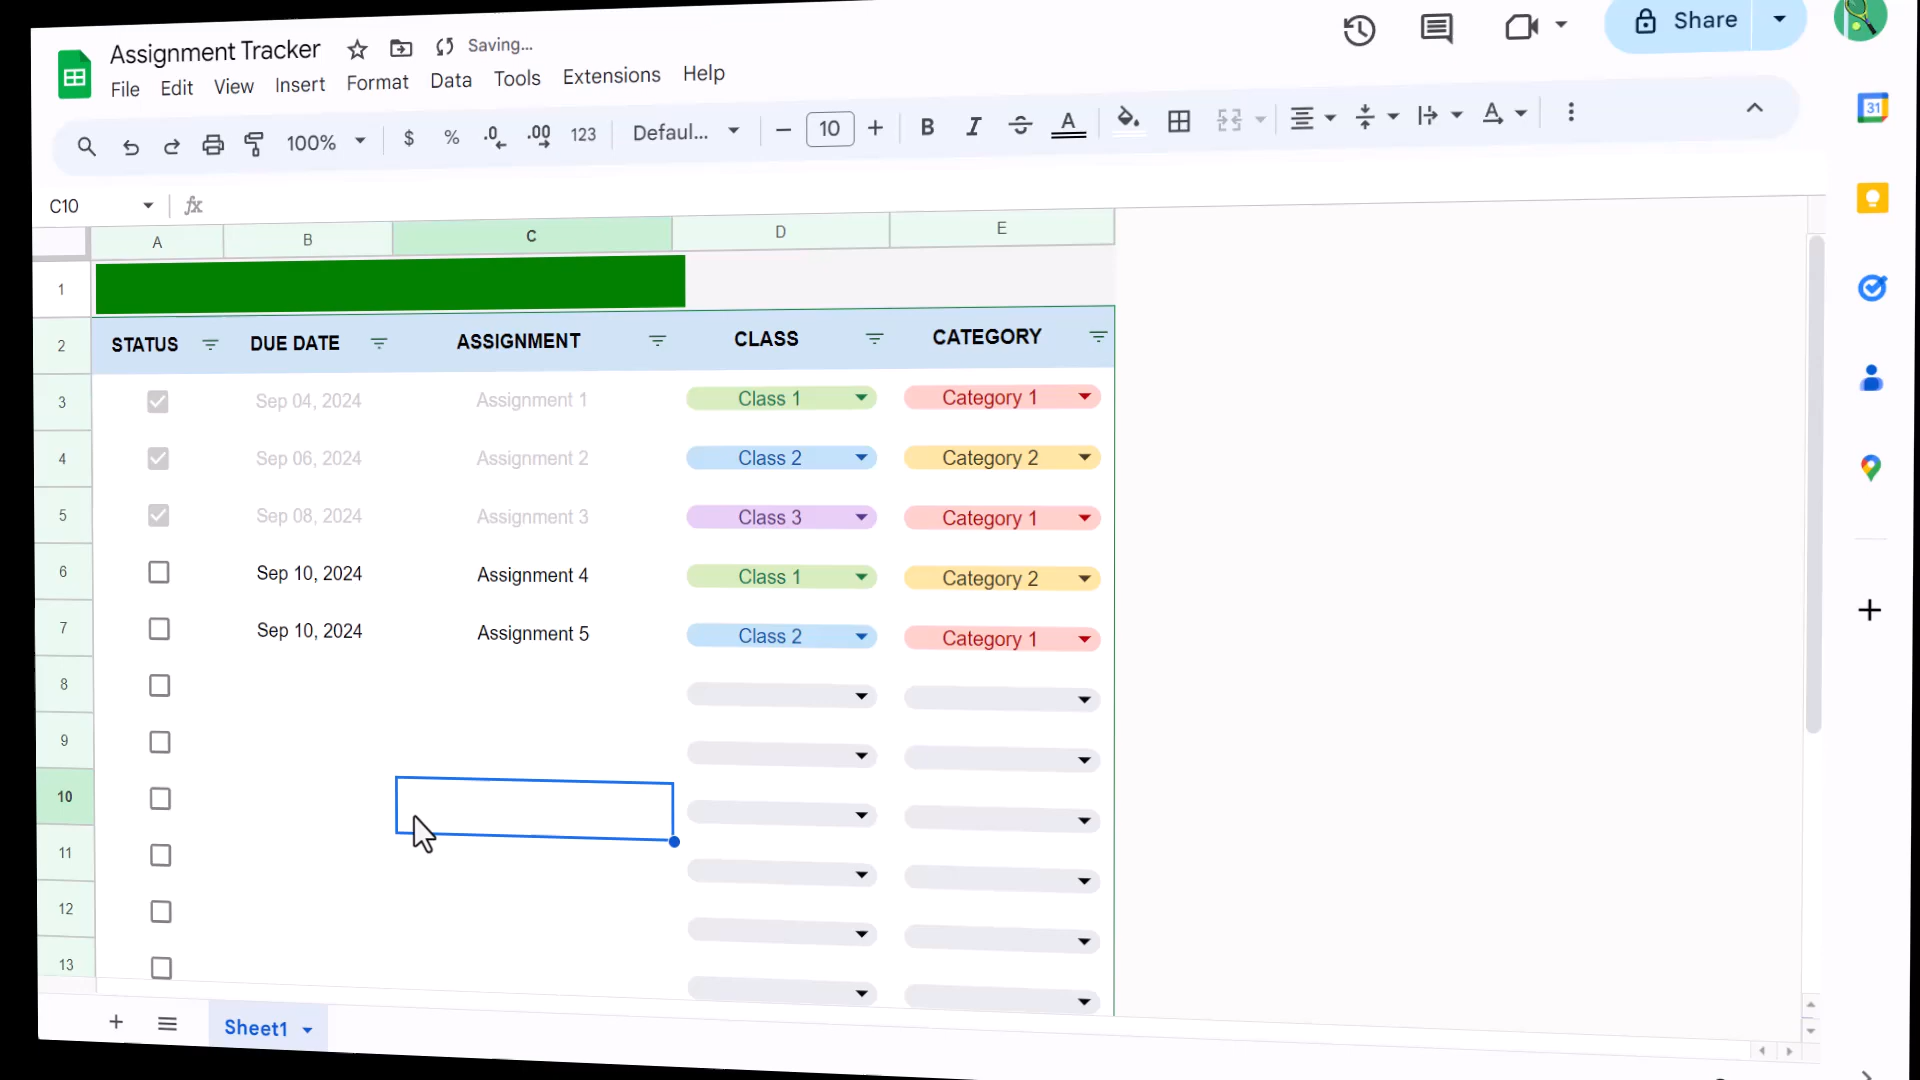 Assignment Tracker Saving...
File Edit View Insert Format Data Tools Extensions Help
Share
31
100% $ % .0 .00 123 Defaul... 10 B I A A
C10 fx
A B C D E
1
2 STATUS DUE DATE ASSIGNMENT CLASS CATEGORY
3 Sep 04, 2024 Assignment 1 Class 1 Category 1
4 Sep 06, 2024 Assignment 2 Class 2 Category 2
5 Sep 08, 2024 Assignment 3 Class 3 Category 1
6 Sep 10, 2024 Assignment 4 Class 1 Category 2
7 Sep 10, 2024 Assignment 5 Class 2 Category 1
8
9
10
11
12
13
Sheet1